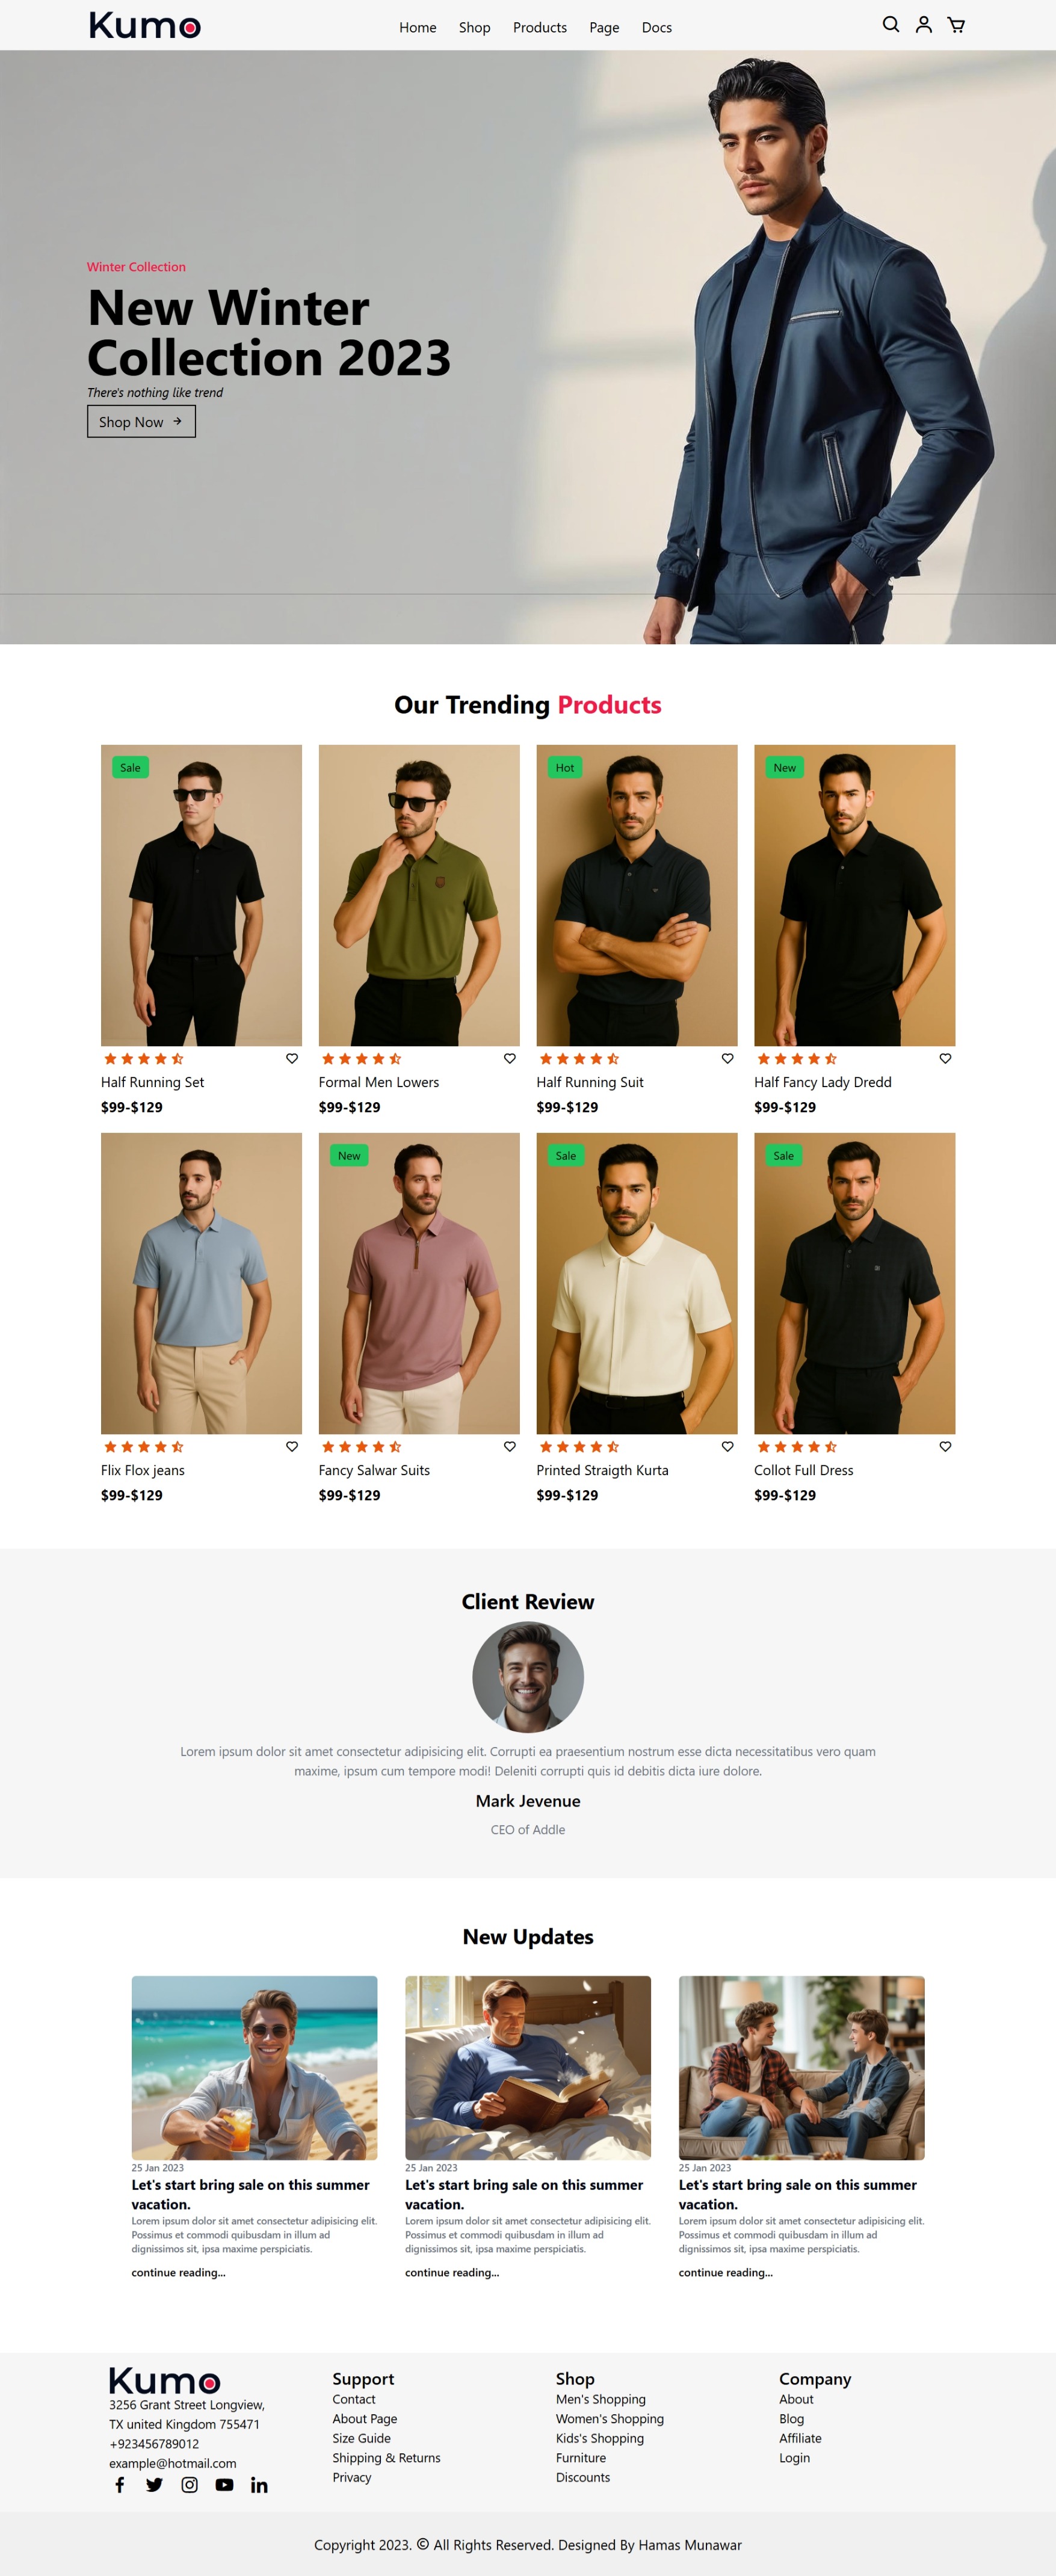 Kumo
Home Shop Products Page Docs
Winter Collection
New Winter
Collection 2023
There's nothing like trend
Shop Now
Our Trending Products
Sale
Hot
New
Half Running Set
Formal Men Lowers
Half Running Suit
Half Fancy Lady Dredd
$99-$129
$99-$129
$99-$129
$99-$129
New
Sale
Sale
Flix Flox jeans
Fancy Salwar Suits
Printed Straigth Kurta
Collot Full Dress
$99-$129
$99-$129
$99-$129
$99-$129
Client Review
Lorem ipsum dolor sit amet consectetur adipisicing elit. Corrupti ea praesentium nostrum esse dicta necessitatibus vero quam
maxime, ipsum cum tempore modi! Deleniti corrupti quis id debitis dicta iure dolore.
Mark Jevenue
CEO of Addle
New Updates
25 Jan 2023
Let's start bring sale on this summer
vacation.
Lorem ipsum dolor sit amet consectetur adipisicing elit.
Possimus et commodi quibusdam in illum ad
dignissimos sit, ipsa maxime perspiciatis.
continue reading...
25 Jan 2023
Let's start bring sale on this summer
vacation.
Lorem ipsum dolor sit amet consectetur adipisicing elit.
Possimus et commodi quibusdam in illum ad
dignissimos sit, ipsa maxime perspiciatis.
continue reading...
25 Jan 2023
Let's start bring sale on this summer
vacation.
Lorem ipsum dolor sit amet consectetur adipisicing elit.
Possimus et commodi quibusdam in illum ad
dignissimos sit, ipsa maxime perspiciatis.
continue reading...
Kumo
3256 Grant Street Longview,
TX united Kingdom 755471
+923456789012
example@hotmail.com
Support
Contact
About Page
Size Guide
Shipping & Returns
Privacy
Shop
Men's Shopping
Women's Shopping
Kid's Shopping
Furniture
Discounts
Company
About
Blog
Affiliate
Login
Copyright 2023. © All Rights Reserved. Designed By Hamas Munawar